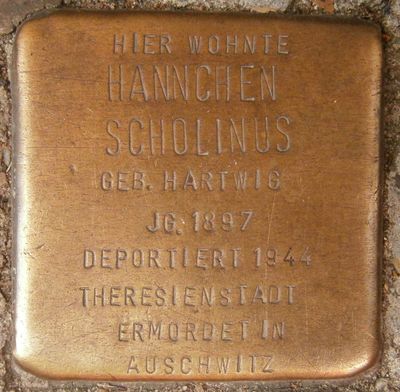 HIER WOHNTE
HANNCHEN
SCHOLINUS
GEB. HARTWIG
JG. 1897
DEPORTIERT 1944
THERESIENSTADT
ERMORDET IN
AUSCHWITZ